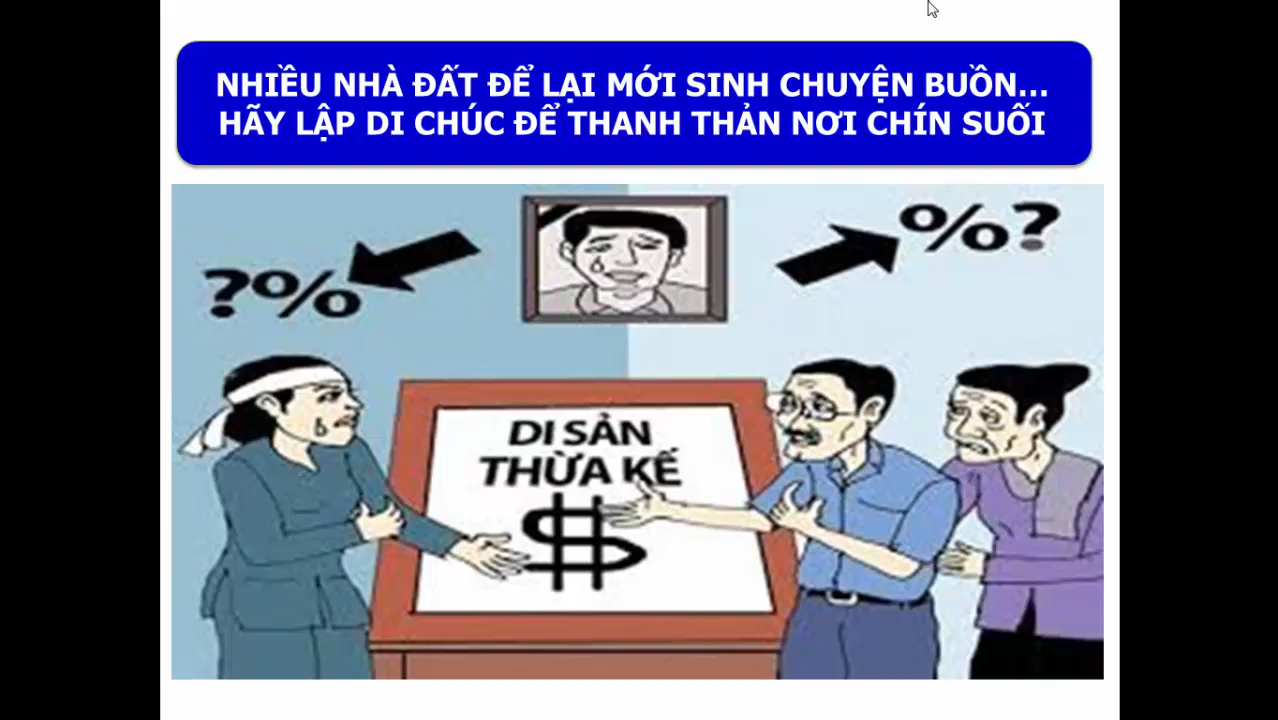 NHIỀU NHÀ ĐẤT ĐỂ LẠI MỚI SINH CHUYỆN BUỒN...
HÃY LẬP DI CHÚC ĐỂ THANH THẢN NƠI CHÍN SUỐI
?%
%?
DI SẢN
THỪA KẾ
$